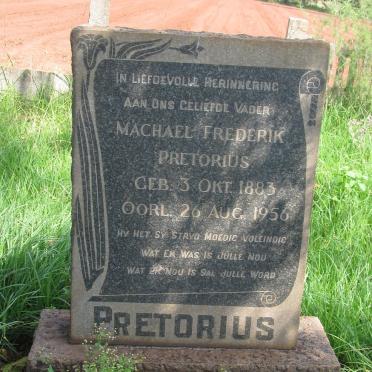 IN LIEFDEVOLLE HERINNERING
AAN ONS GELIEFDE VADER
MACHAEL FREDERIK
PRETORIUS
GEB. 3 OKT. 1883
OORL. 26 AUG. 1956
HY HET SY STRYD MOEDIG VOLEINDIG
WAT EK WAS IS JULLE NOU
WAT EK NOU IS SAL JULLE WORD
PRETORIUS